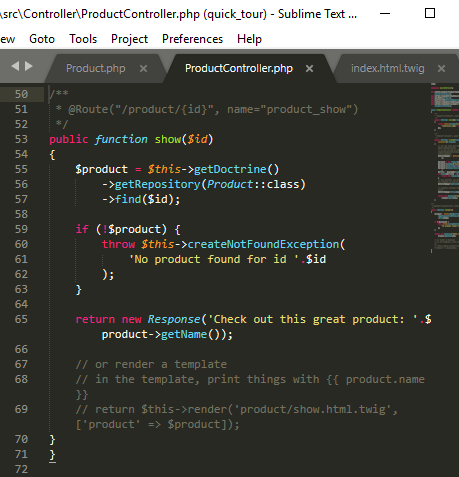 \src\Controller\ProductController.php (quick_tour) - Sublime Text ...
ew Goto Tools Project Preferences Help
Product.php × ProductController.php × index.html.twig ×
50 /**
51 * @Route("/product/{id}", name="product_show")
52 */
53 public function show($id)
54 {
55 $product = $this->getDoctrine()
56 ->getRepository(Product::class)
57 ->find($id);
58
59 if (!$product) {
60 throw $this->createNotFoundException(
61 'No product found for id '.$id
62 );
63 }
64
65 return new Response('Check out this great product: '.$
product->getName());
66
67 // or render a template
68 // in the template, print things with {{ product.name
}}
69 // return $this->render('product/show.html.twig',
['product' => $product]);
70 }
71 }
72